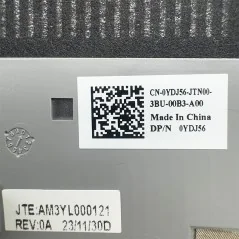 CN-0YDJ56-JTN00-
3BU-00B3-A00
Made In China
DP/N 0YDJ56
JTE:AM3YL000121
REV:0A 23/11/30D